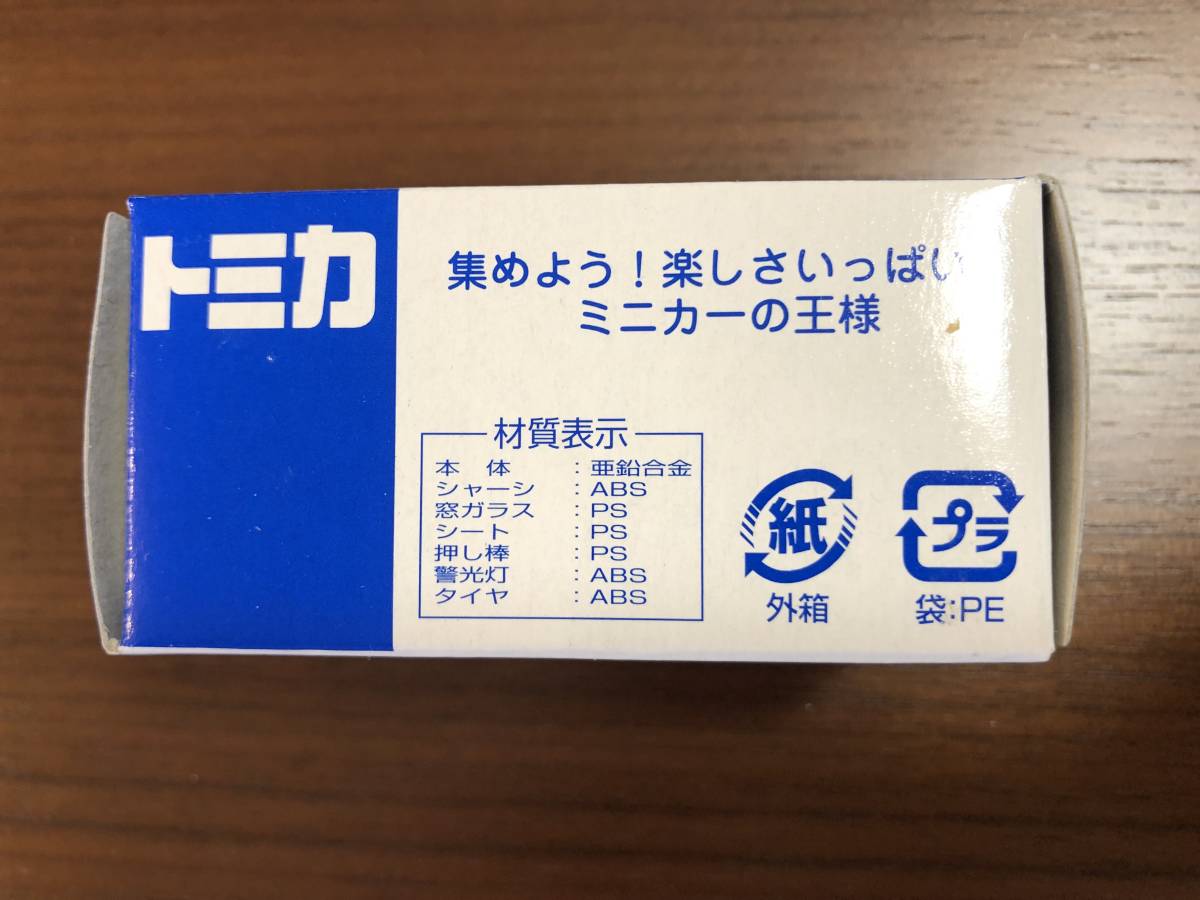 トミカ
集めよう！楽しさいっぱい
ミニカーの王様
材質表示
本　体　：亜鉛合金
シャーシ　：ABS
窓ガラス　：PS
シート　：PS
押し棒　：PS
警光灯　：ABS
タイヤ　：ABS
紙
外箱
プラ
袋：PE